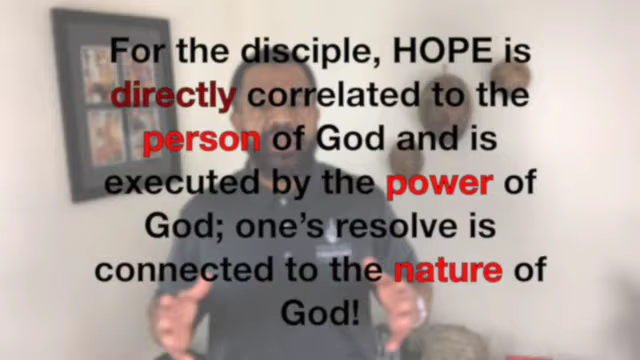 For the disciple, HOPE is
directly correlated to the
person of God and is
executed by the power of
God; one's resolve is
connected to the nature of
God!